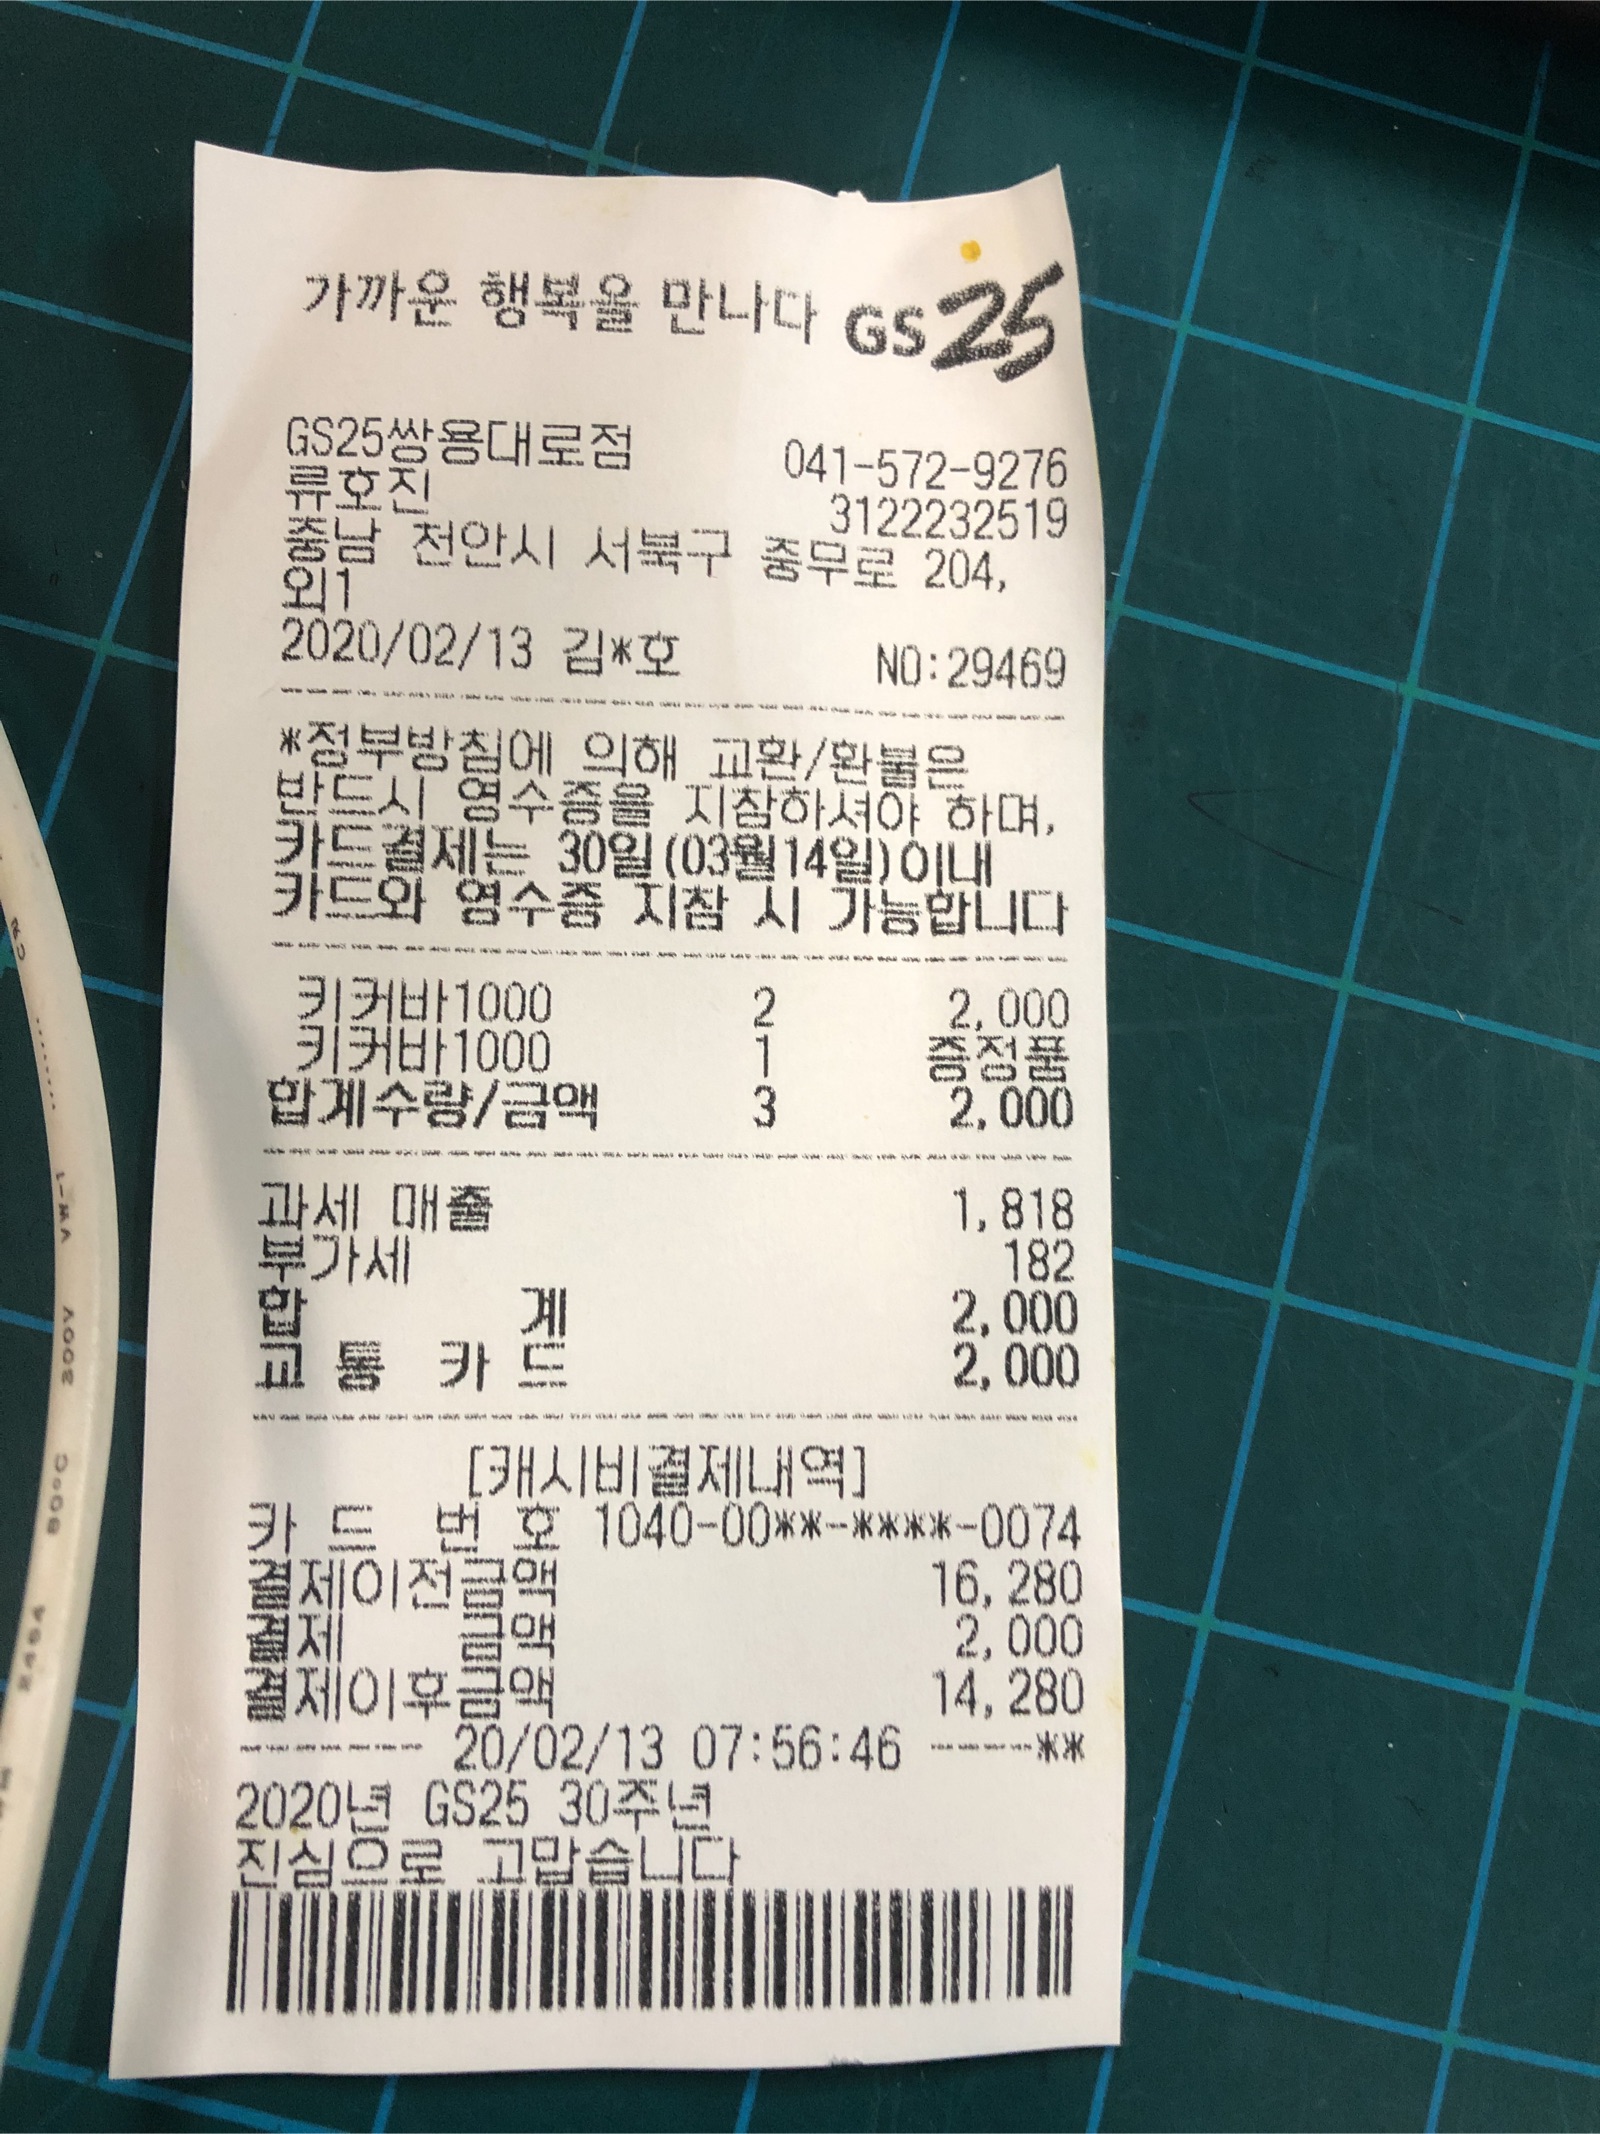 가까운 행복을 만나다 GS25
GS25쌍용대로점 041-572-9276
류호진 3122232519
충남 천안시 서북구 충무로 204,
외1
2020/02/13 김*호 NO:29469
*정부방침에 의해 교환/환불은
반드시 영수증을 지참하셔야 하며,
카드결제는 30일(03월14일)이내
카드와 영수증 지참 시 가능합니다
키커바1000 2 2,000
키커바1000 1 증정품
합계수량/금액 3 2,000
과세 매출 1,818
부가세 182
합 계 2,000
교 통 카 드 2,000
[캐시비결제내역]
카 드 번 호 1040-00**-****-0074
결제이전금액 16,280
결제 금액 2,000
결제이후금액 14,280
------- 20/02/13 07:56:46 ----**
2020년 GS25 30주년
진심으로 고맙습니다
VW-1
300V
80°C
2464